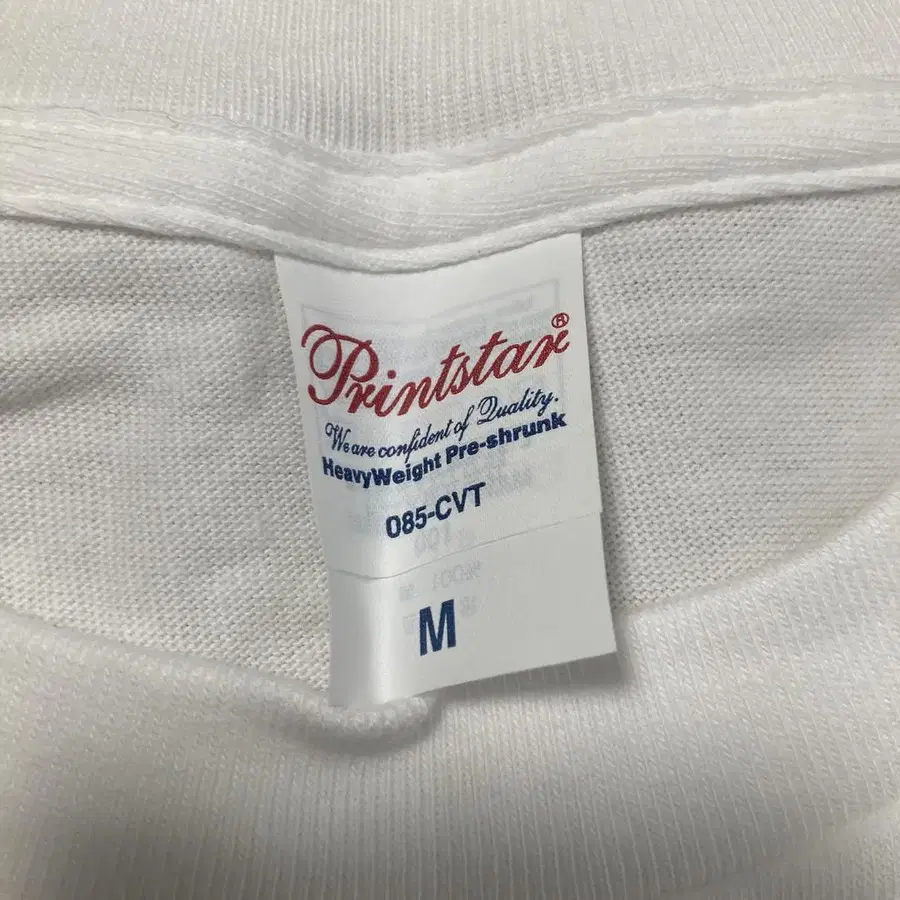 Printstar®
We are confident of Quality.
HeavyWeight Pre-shrunk
085-CVT
M